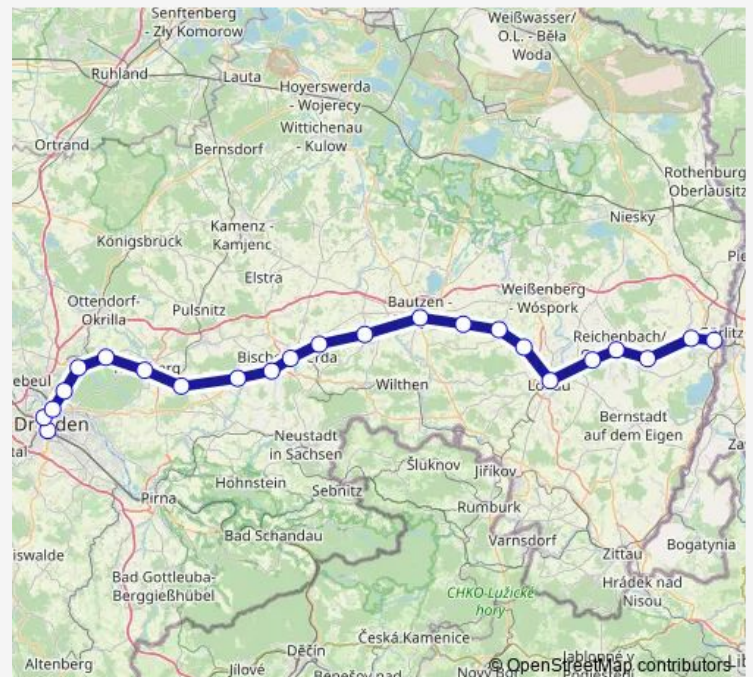 Senftenberg
- Zły Komorow
Weißwasser/
O.L. - Běła
Woda
Ruhland
Lauta
Hoyerswerda
- Wojerecy
Wittichenau
- Kulow
Ortrand
Bernsdorf
Rothenburg
Oberlausitz
Niesky
Königsbrück
Kamenz -
Kamjenc
Elstra
Ottendorf-
Okrilla
Pulsnitz
Bautzen -
Weißenberg
- Wóspork
Reichenbach/
Wilthen
Bernstadt
auf dem Eigen
Neustadt
in Sachsen
Šluknov
Jiříkov
Hohnstein
Sebnitz
Pirna
Rumburk
Bad Schandau
Varnsdorf
Zittau
Bogatynia
Bad Gottleuba-
Berggießhübel
Hrádek nad
Nisou
CHKO-Lužické
hory
Česká.Kamenice
Děčín
Altenberg
Jílové
© OpenStreetMap contributors